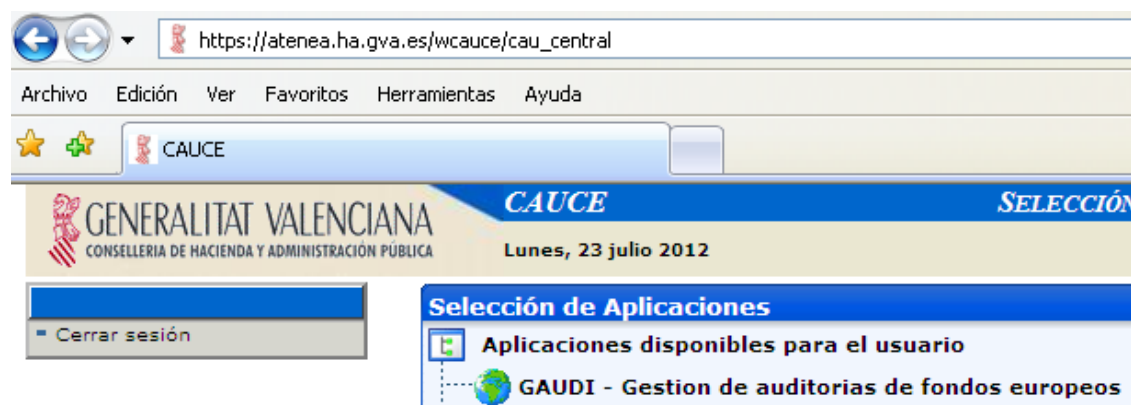 https://atenea.ha.gva.es/wcauce/cau_central
Archivo Edición Ver Favoritos Herramientas Ayuda
CAUCE
GENERALITAT VALENCIANA
CONSELLERIA DE HACIENDA Y ADMINISTRACIÓN PÚBLICA
CAUCE SELECCIÓN
Lunes, 23 julio 2012
Cerrar sesión
Selección de Aplicaciones
Aplicaciones disponibles para el usuario
GAUDI - Gestion de auditorias de fondos europeos